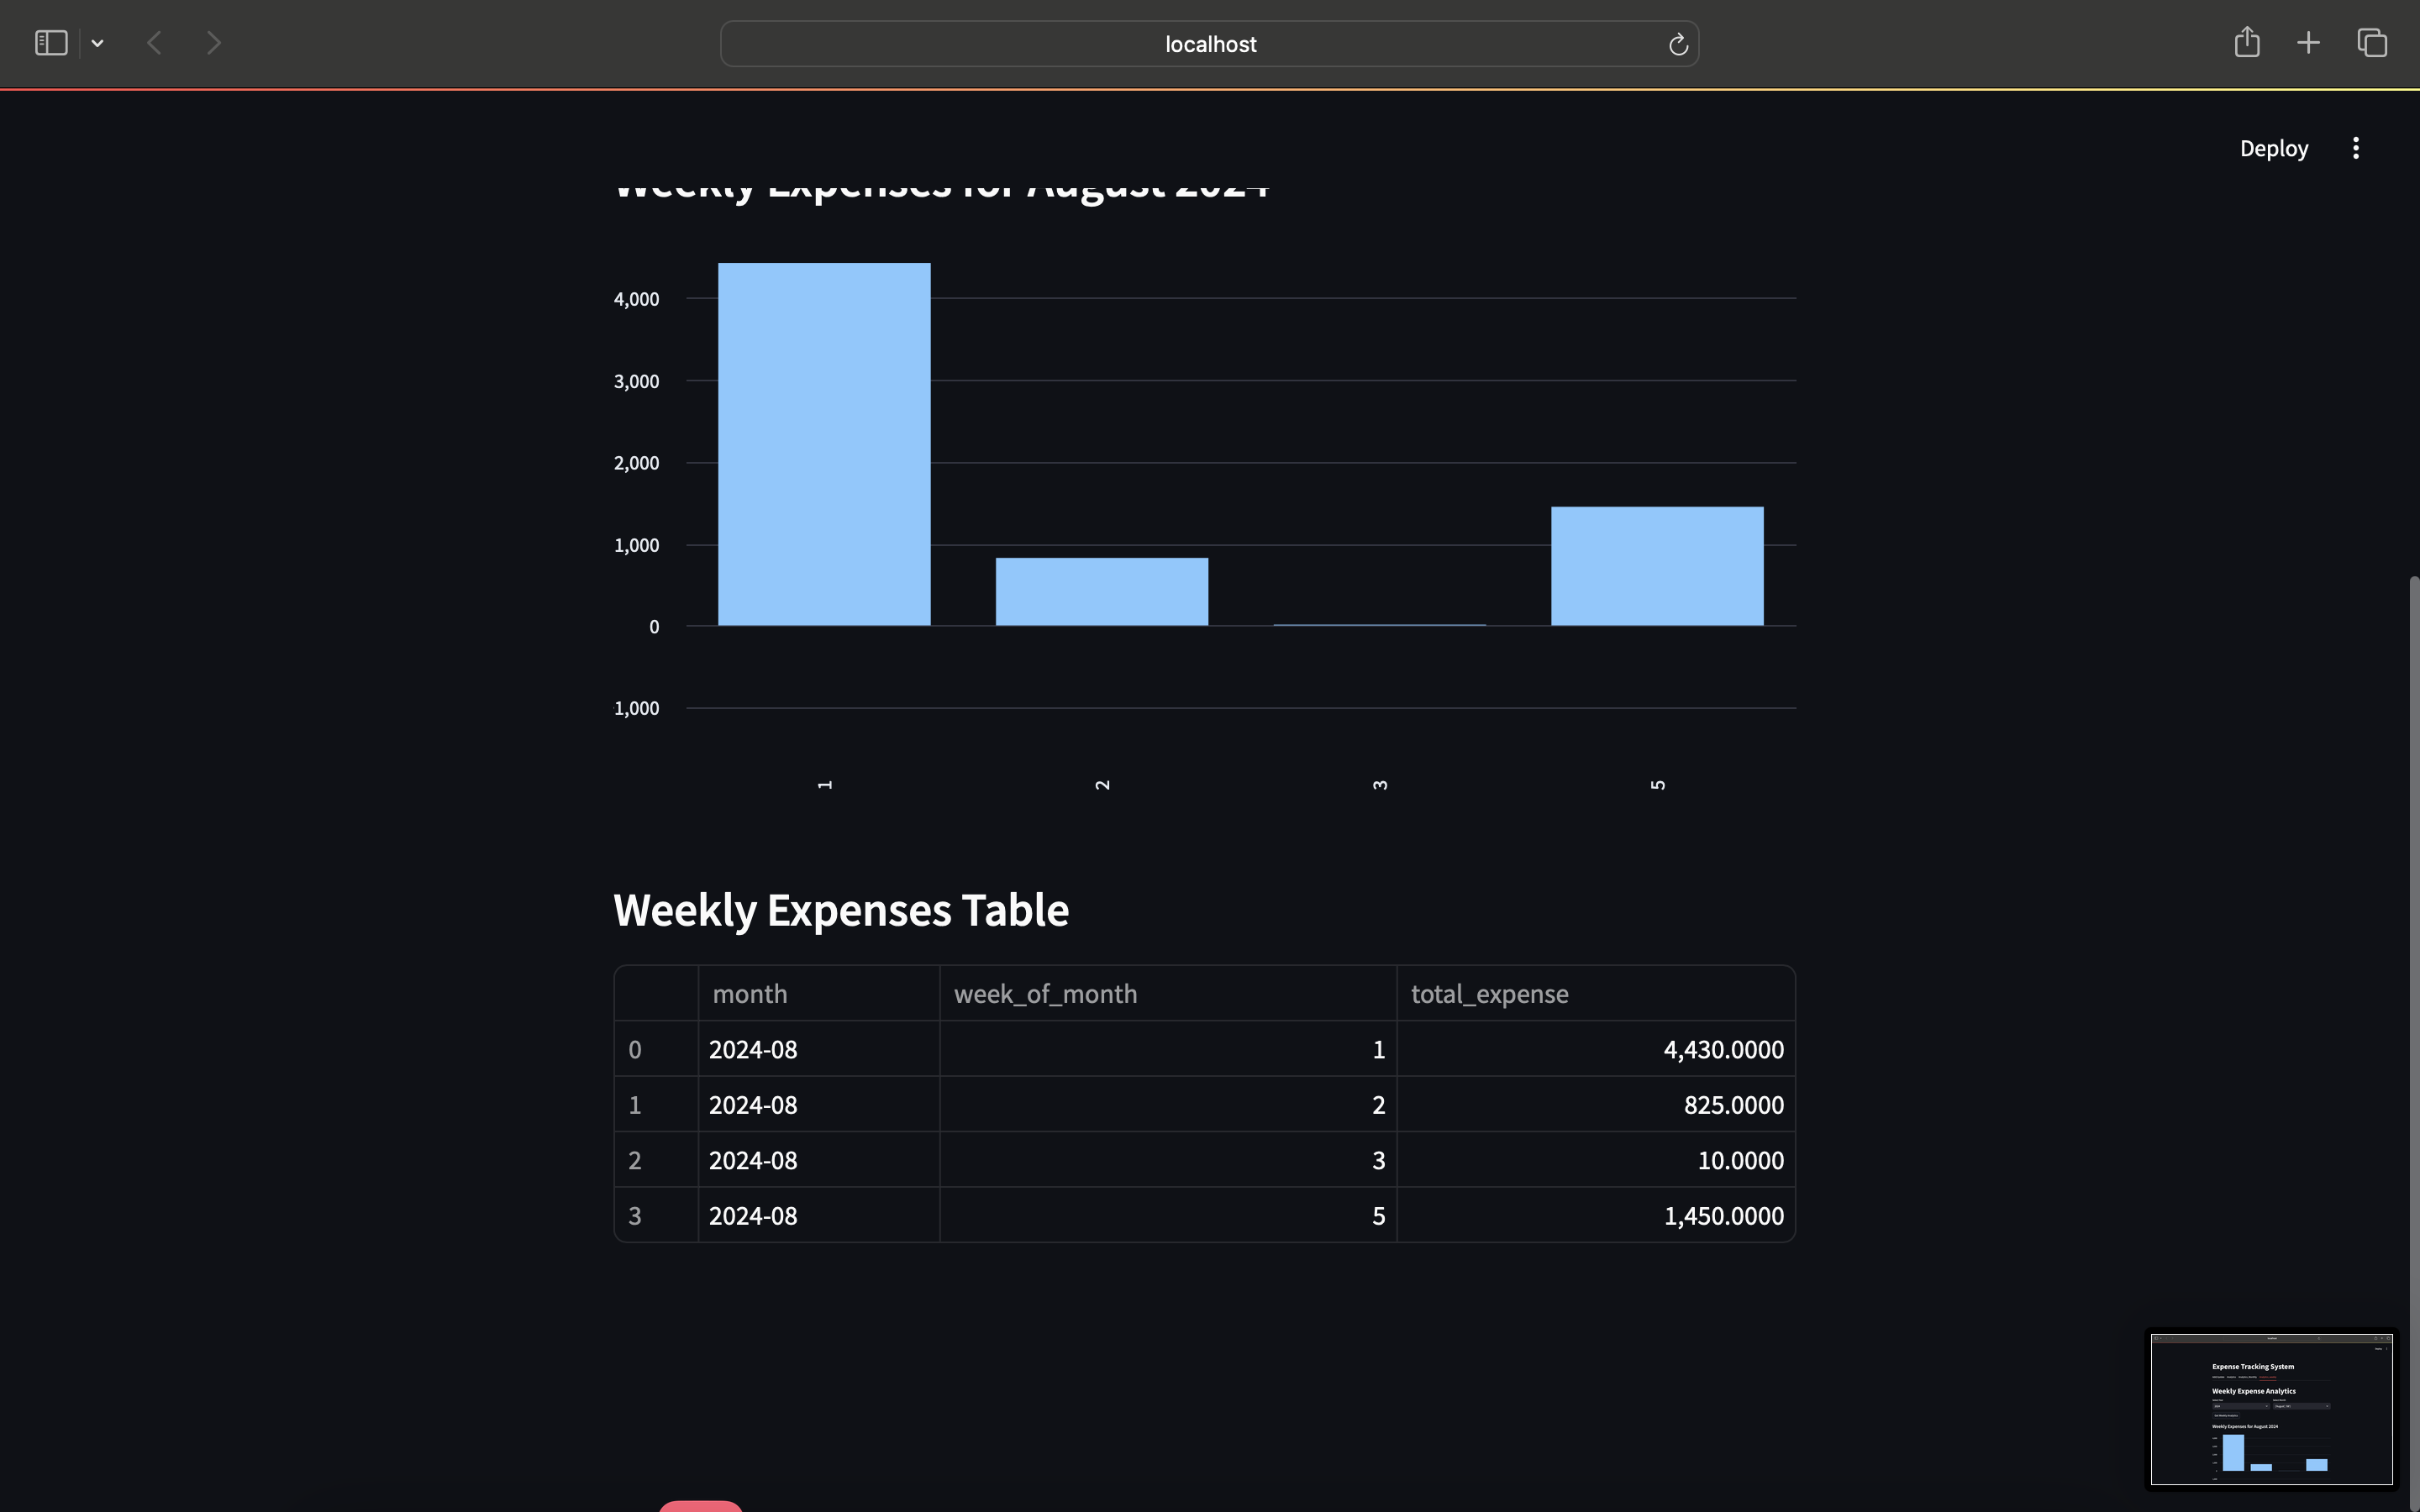 localhost
Deploy
Weekly Expenses for August 2024
4,000
3,000
2,000
1,000
0
1,000
1
2
3
5
Weekly Expenses Table
month week_of_month total_expense
0 2024-08 1 4,430.0000
1 2024-08 2 825.0000
2 2024-08 3 10.0000
3 2024-08 5 1,450.0000
Expense Tracking System
Weekly Expense Analytics
Weekly Expenses for August 2024